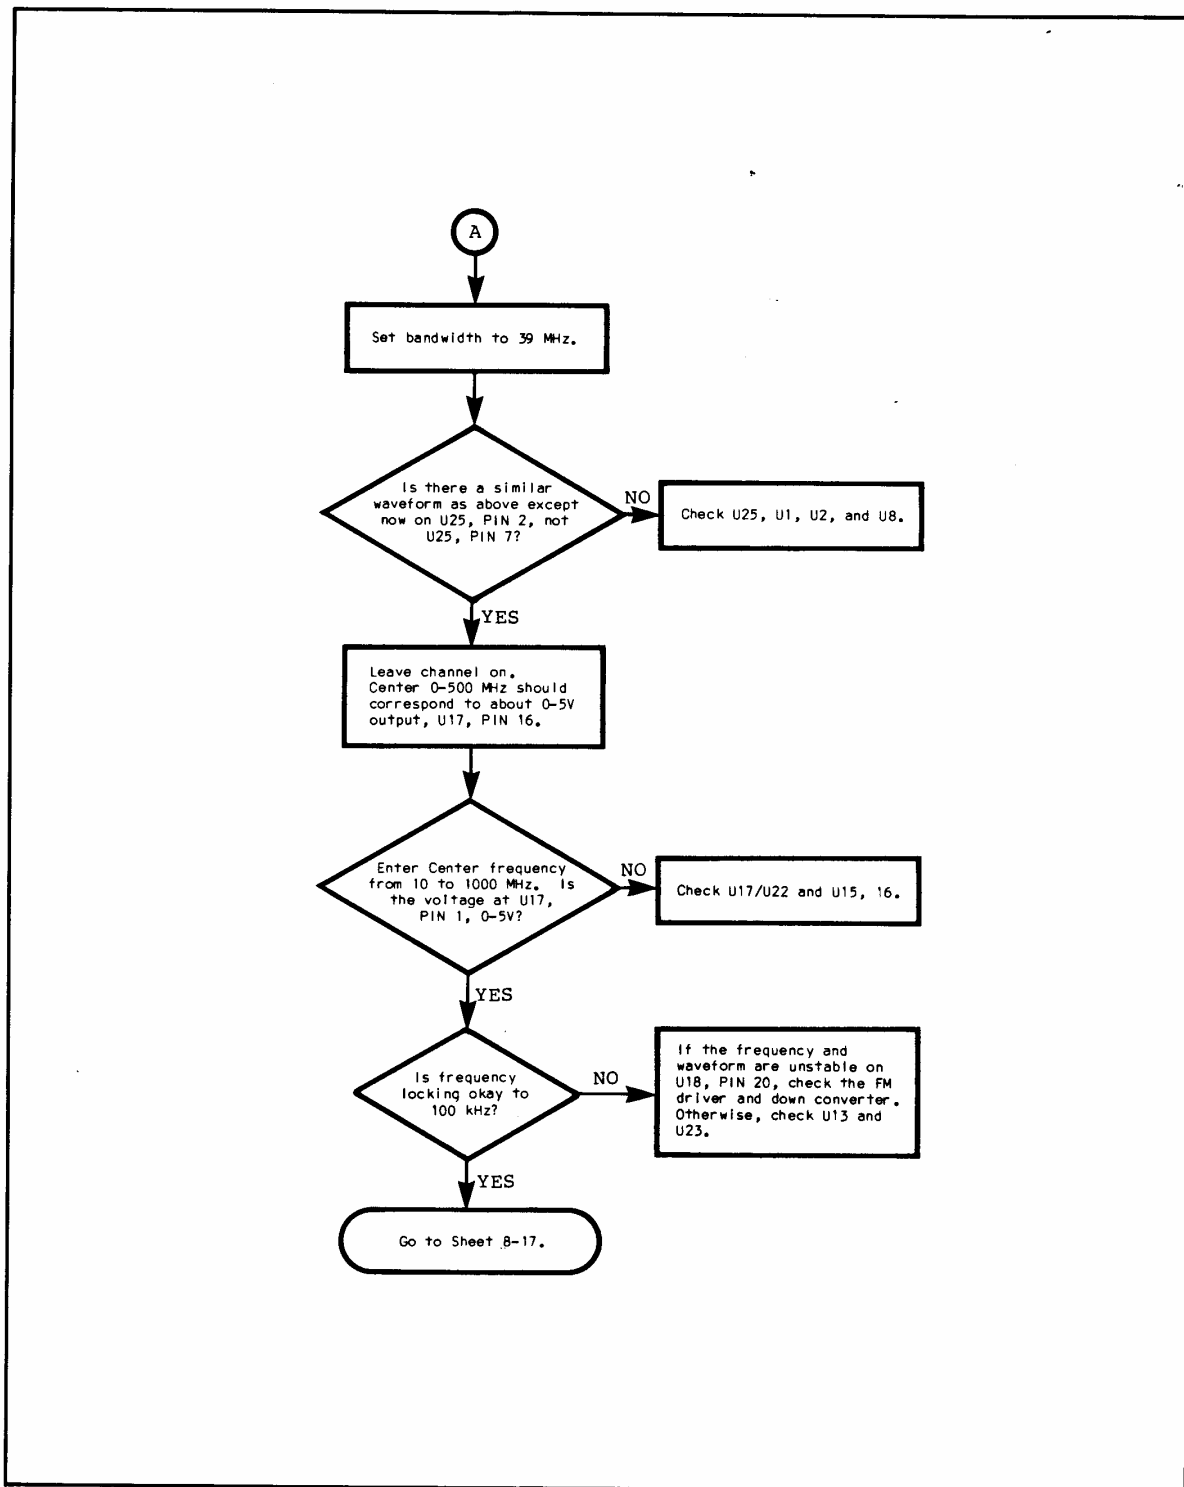 A
Set bandwidth to 39 MHz.
Is there a similar
waveform as above except
now on U25, PIN 2, not
U25, PIN 7?
NO
Check U25, U1, U2, and U8.
YES
Leave channel on.
Center 0-500 MHz should
correspond to about 0-5V
output, U17, PIN 16.
Enter Center frequency
from 10 to 1000 MHz. Is
the voltage at U17,
PIN 1, 0-5V?
NO
Check U17/U22 and U15, 16.
YES
Is frequency
locking okay to
100 kHz?
NO
If the frequency and
waveform are unstable on
U18, PIN 20, check the FM
driver and down converter.
Otherwise, check U13 and
U23.
YES
Go to Sheet 8-17.